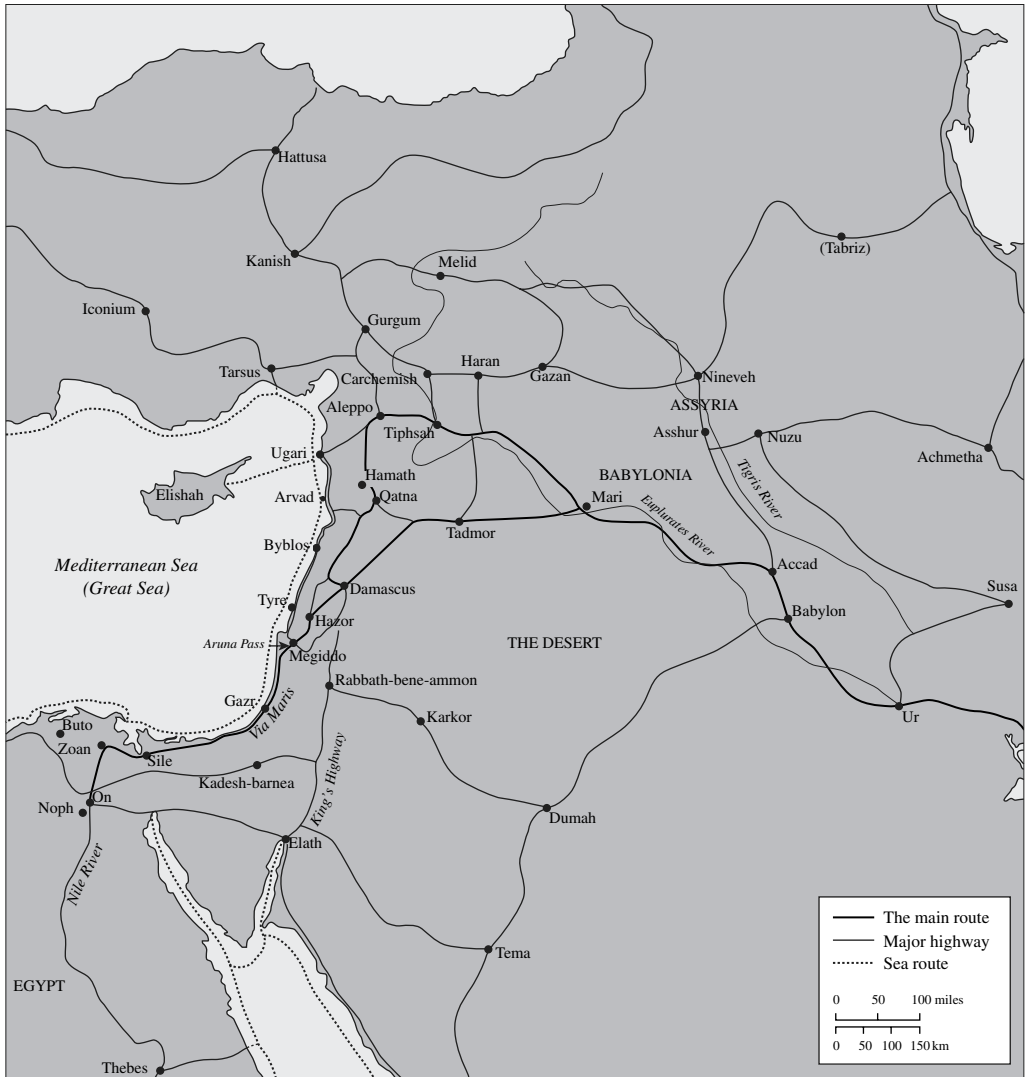 Hattusa
(Tabriz)
Kanish
Melid
Iconium
Gurgum
Haran
Tarsus
Carchemish
Gazan
Nineveh
ASSYRIA
Aleppo
Tiphsah
Asshur
Nuzu
Ugari
Achmetha
Hamath
BABYLONIA
Tigris River
Elishah
Arvad
Qatna
Mari
Euplurates River
Tadmor
Byblos
Mediterranean Sea
(Great Sea)
Accad
Damascus
Susa
Tyre
Babylon
Hazor
Aruna Pass
THE DESERT
Megiddo
Rabbath-bene-ammon
Gazr
Via Maris
Karkor
Ur
Buto
Zoan
Sile
King's Highway
Kadesh-barnea
On
Noph
Dumah
Elath
Nile River
Tema
EGYPT
Thebes
The main route
Major highway
Sea route
0 50 100 miles
0 50 100 150 km